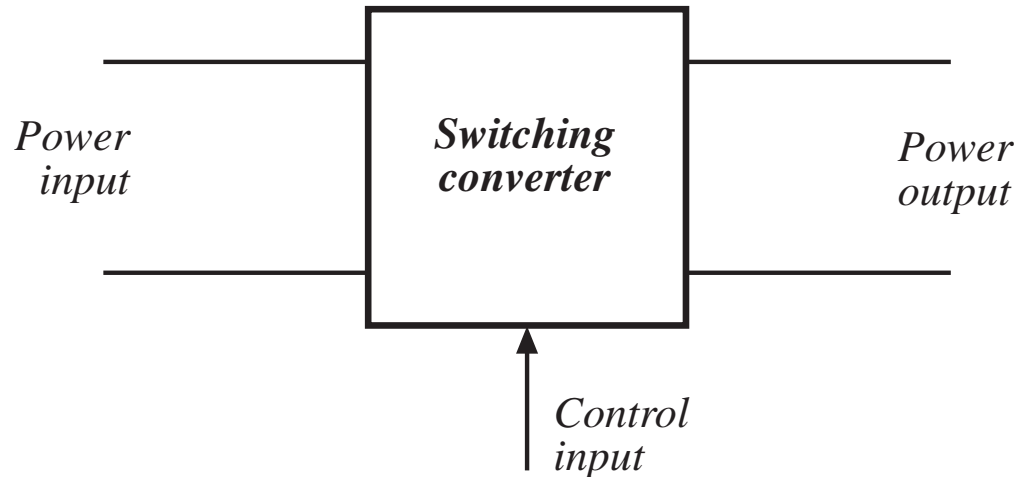 Power
input
Switching
converter
Power
output
Control
input